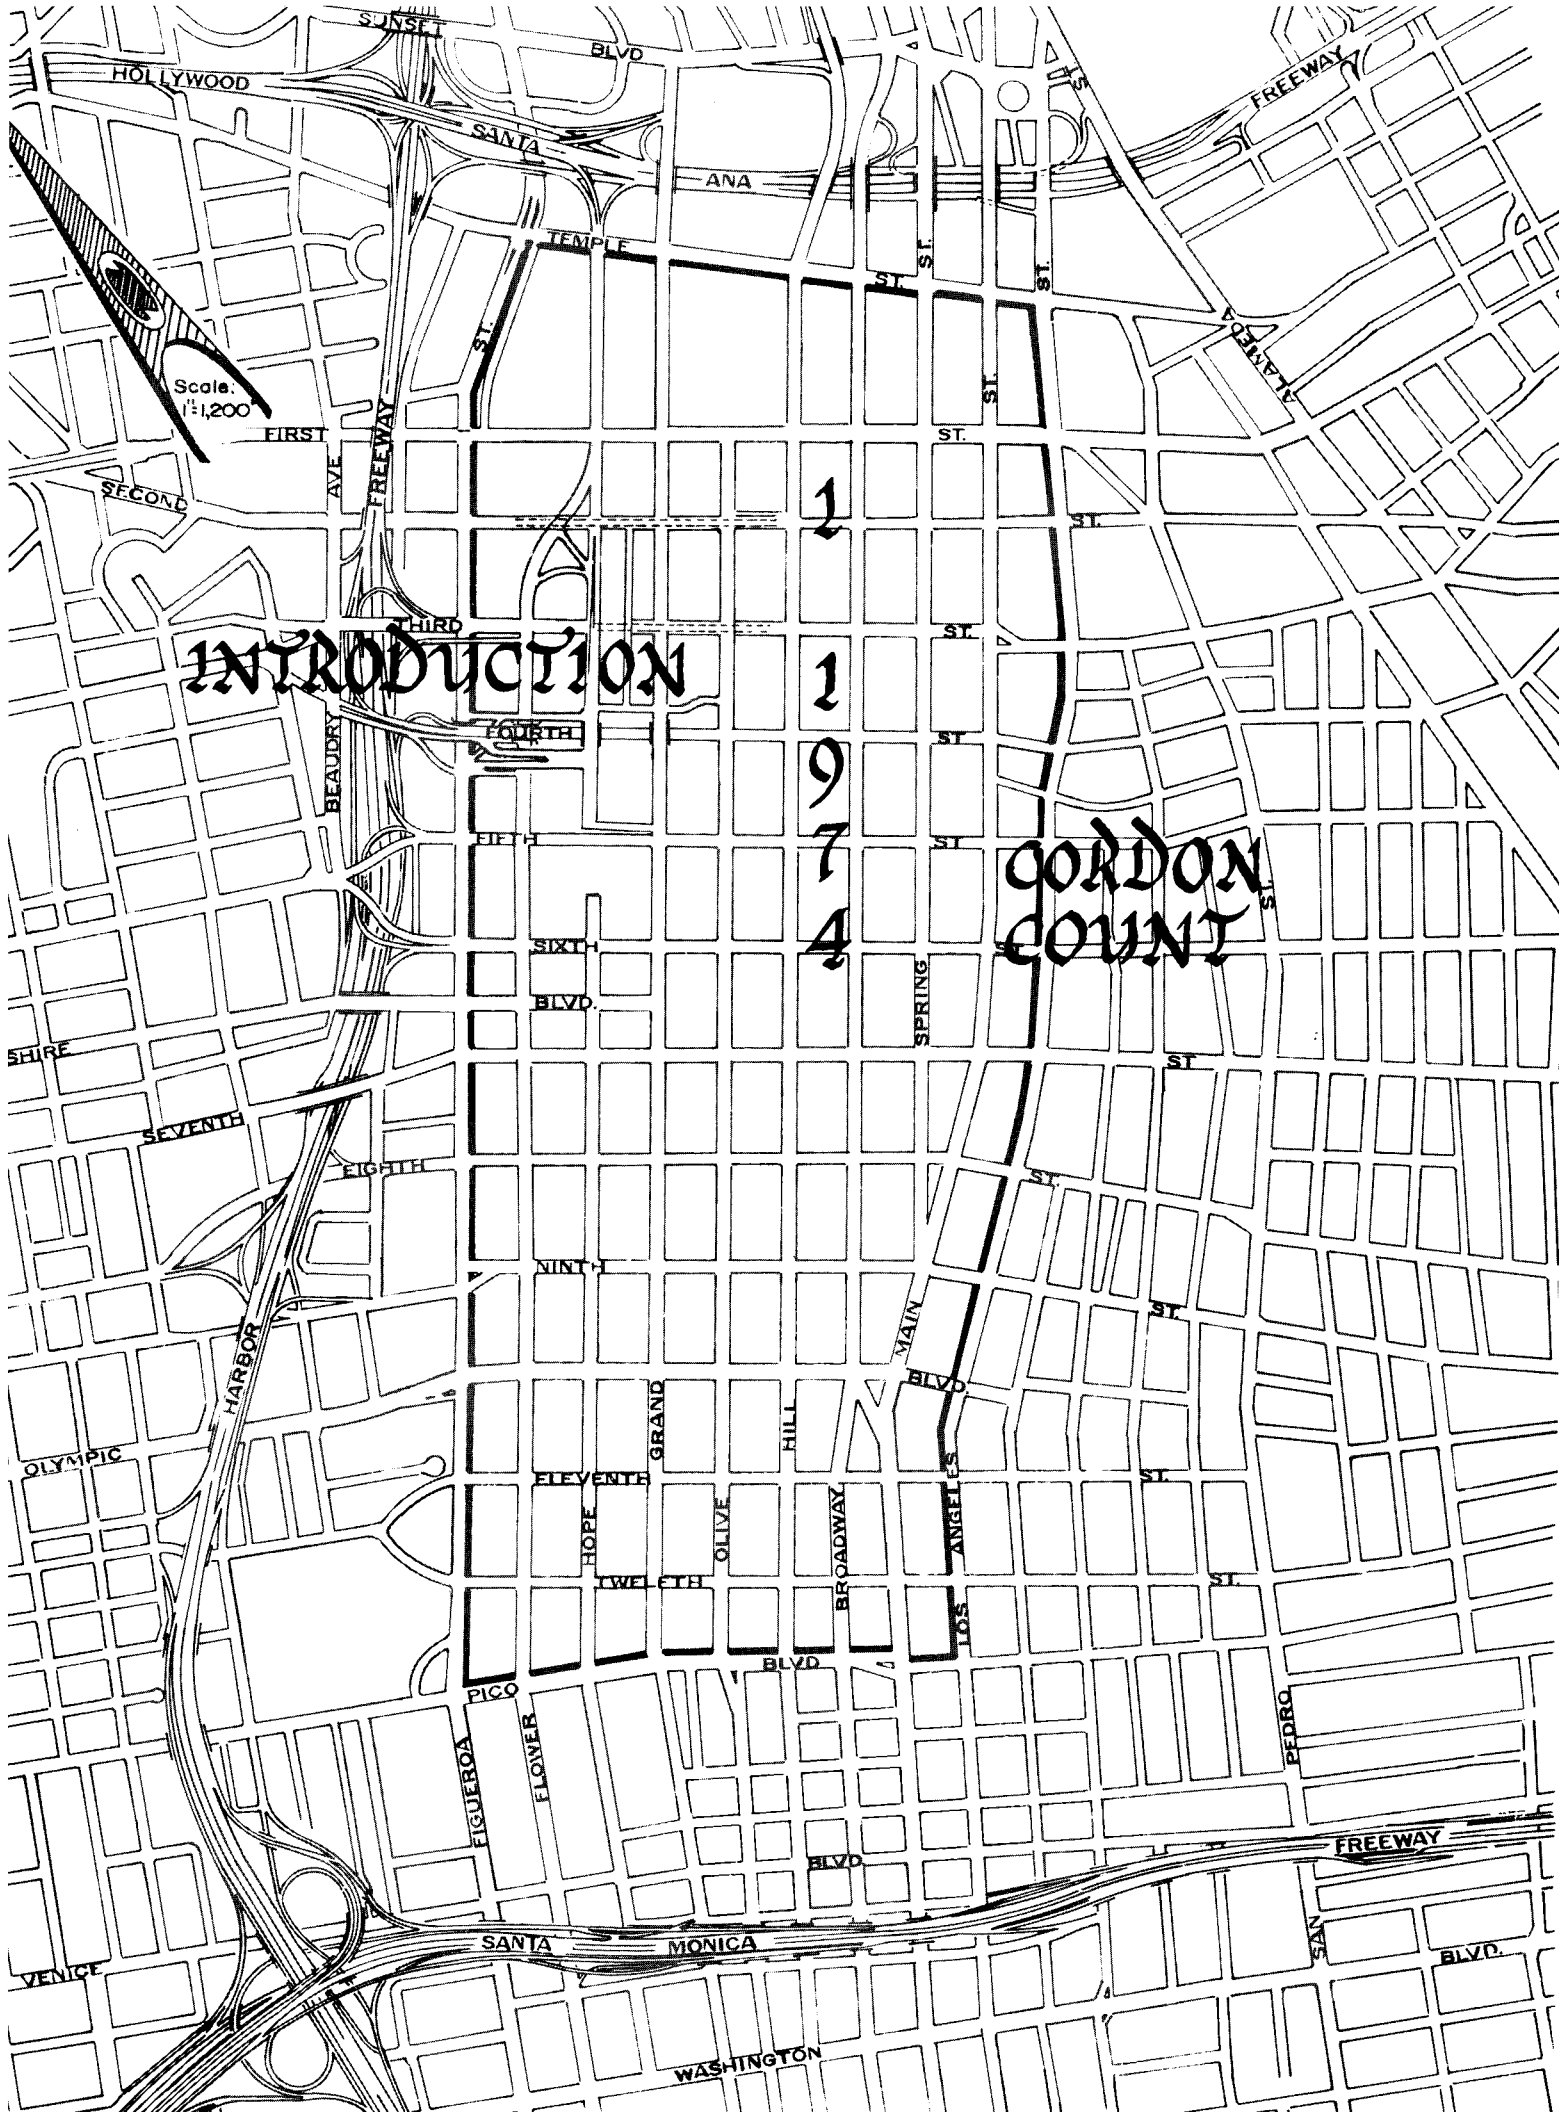 SUNSET
BLVD
HOLLYWOOD
FREEWAY
ST.
SANTA
ANA
TEMPLE
ST.
ST.
ST.
ST.
ST.
Scale:
1"=1,200'
ALAMEDA
FIRST
ST.
AVE
FREEWAY
SECOND
ST.
1
THIRD
ST.
INTRODUCTION
1
FOURTH
ST
BEAUDRY
9
FIFTH
ST
7
CORDON
ST.
SIXTH
ST.
4
COUNT
BLVD.
SPRING
SHIRE
ST.
SEVENTH
EIGHTH
ST.
NINTH
ST.
MAIN
HARBOR
BLVD.
GRAND
HILL
OLYMPIC
ELEVENTH
ST.
HOPE
OLIVE
BROADWAY
ANGELES
TWELFTH
ST.
LOS
BLVD
PICO
FIGUEROA
FLOWER
PEDRO
FREEWAY
BLVD.
SANTA
MONICA
SAN
BLVD.
VENICE
WASHINGTON